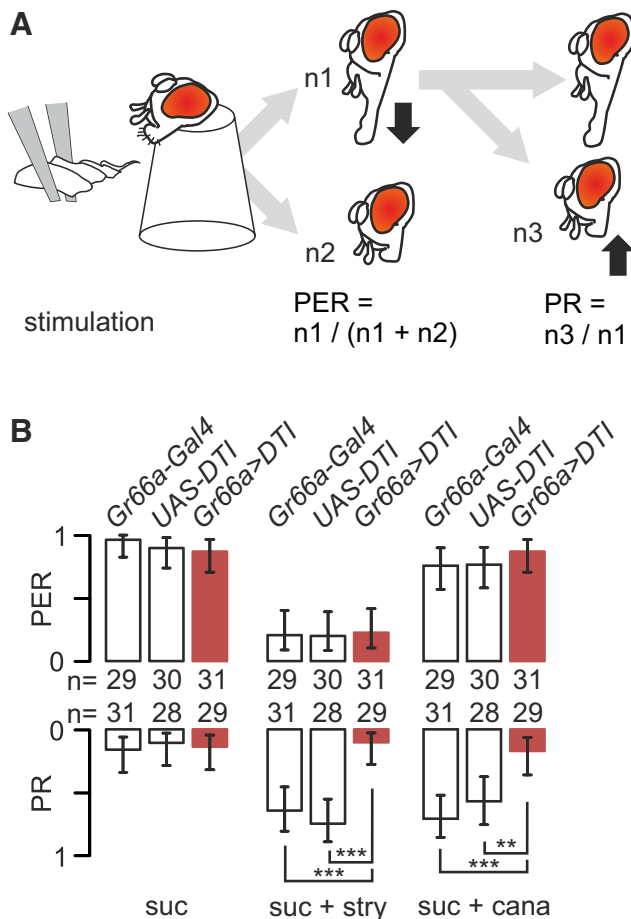 A
n1
n2
n3
stimulation
PER =
n1 / (n1 + n2)
PR =
n3 / n1
B
Gr66a-Gal4 UAS-DTI Gr66a>DTI Gr66a-Gal4 UAS-DTI Gr66a>DTI Gr66a-Gal4 UAS-DTI Gr66a>DTI
1
PER
0
n= 29 30 31 29 30 31 29 30 31
n= 31 28 29 31 28 29 31 28 29
0
PR
1
*** **
*** ***
suc suc + stry suc + cana